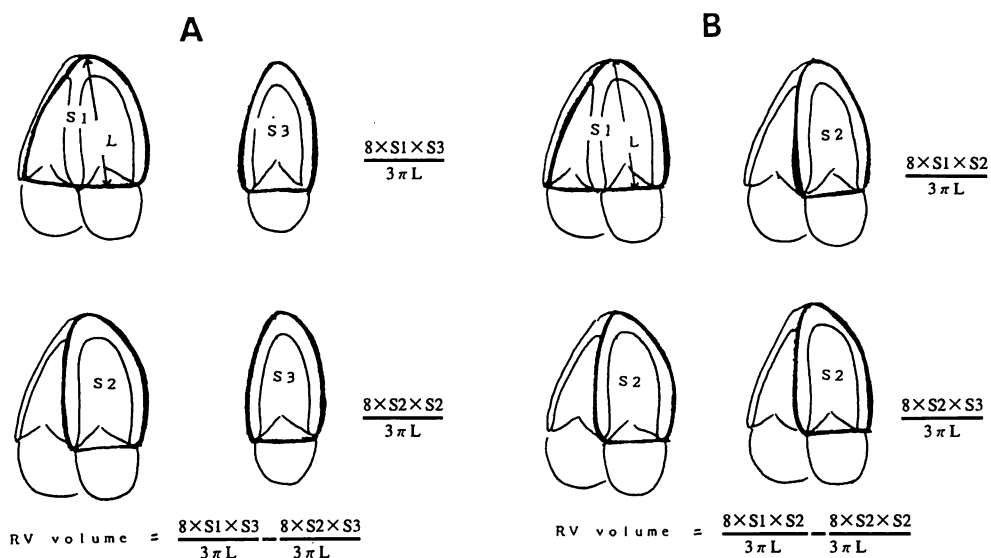 A
S1
L
S3
8×S1×S3
3πL
S2
S3
8×S2×S2
3πL
RV volume = 8×S1×S3 − 8×S2×S3
3πL 3πL
B
S1
L
S2
8×S1×S2
3πL
S2
S2
8×S2×S3
3πL
RV volume = 8×S1×S2 − 8×S2×S2
3πL 3πL